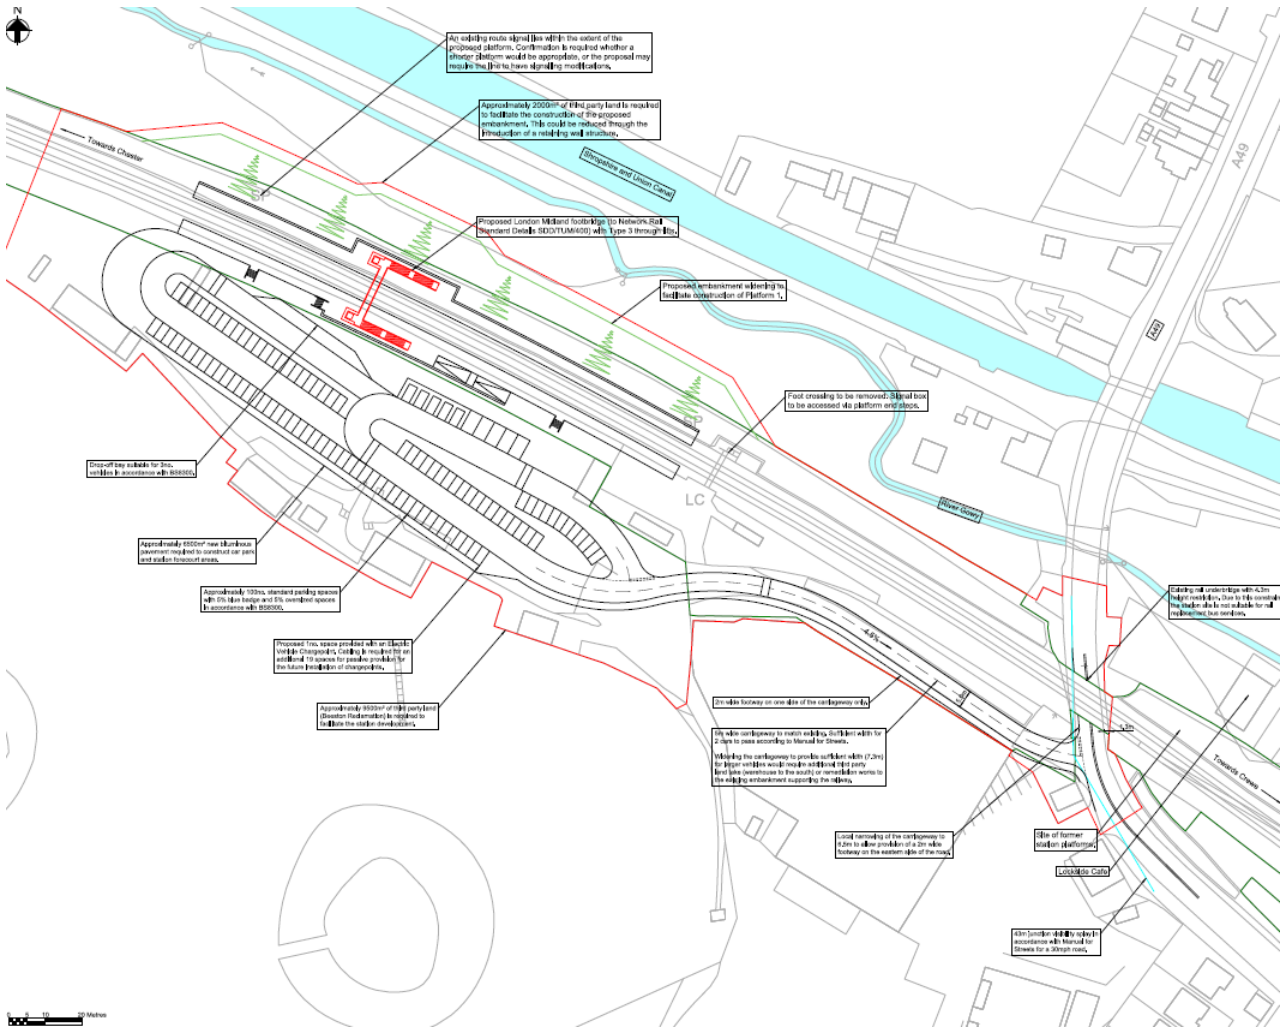 N
An existing route signal lies within the extent of the
proposed platform. Confirmation is required whether a
shorter platform would be appropriate, or the proposal may
require the line to have signalling modifications.
Approximately 2000m² of third party land is required
to facilitate the construction of the proposed
embankment. This could be reduced through the
introduction of a retaining wall structure.
Towards Chester
Shropshire and Union Canal
A49
SP
Proposed London Midland footbridge (to Network Rail
Standard Details SDD/TUM/400) with Type 3 through lifts.
Proposed embankment widening to
facilitate construction of Platform 1.
A49
Foot crossing to be removed. Signal box
to be accessed via platform end steps.
SP
Drop-off bay suitable for 3no.
vehicles in accordance with BS8300.
LC
River Gowy
Approximately 6500m² new bituminous
pavement required to construct car park
and station forecourt areas.
Approximately 100no. standard parking spaces
with 5% blue badge and 5% oversized spaces
in accordance with BS8300.
Existing rail underbridge with 4.3m
height restriction. Due to this constraint
the station site is not suitable for rail
replacement bus services.
Proposed 1no. space provided with an Electric
Vehicle Chargepoint. Cabling is required for an
additional 19 spaces for passive provision for
the future installation of chargepoints.
4.6%
Approximately 9500m² of third party land
(Beeston Reclamation) is required to
facilitate the station development.
2m wide footway on one side of the carriageway only.
6m wide carriageway to match existing. Sufficient width for
2 cars to pass according to Manual for Streets.
Widening the carriageway to provide sufficient width (7.3m)
for larger vehicles would require additional third party
land take (warehouse to the south) or remediation works to
the existing embankment supporting the railway.
Towards Crewe
Local narrowing of the carriageway to
to allow provision of a 2m wide
footway on the eastern side of the road.
Site of former
station platforms.
Lockside Cafe
43m junction visibility splay in
accordance with Manual for
Streets for a 30mph road.
0 5 10 20 Metres